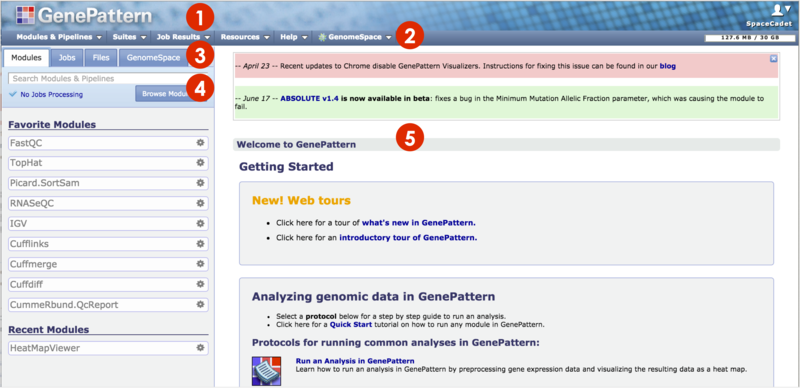 GenePattern
1
SpaceCadet
Modules & Pipelines Suites Job Results Resources Help GenomeSpace
2
127.6 MB / 30 GB
Modules Jobs Files GenomeSpace
3
Search Modules & Pipelines
4
No Jobs Processing
Browse Modu
Favorite Modules
FastQC
TopHat
Picard.SortSam
RNASeQC
IGV
Cufflinks
Cuffmerge
Cuffdiff
CummeRbund.QcReport
Recent Modules
HeatMapViewer
-- April 23 -- Recent updates to Chrome disable GenePattern Visualizers. Instructions for fixing this issue can be found in our blog
-- June 17 -- ABSOLUTE v1.4 is now available in beta: fixes a bug in the Minimum Mutation Allelic Fraction parameter, which was causing the module to
fail.
5
Welcome to GenePattern
Getting Started
New! Web tours
• Click here for a tour of what's new in GenePattern.
• Click here for an introductory tour of GenePattern.
Analyzing genomic data in GenePattern
• Select a protocol below for a step by step guide to run an analysis.
• Click here for a Quick Start tutorial on how to run any module in GenePattern.
Protocols for running common analyses in GenePattern:
Run an Analysis in GenePattern
Learn how to run an analysis in GenePattern by preprocessing gene expression data and visualizing the resulting data as a heat map.